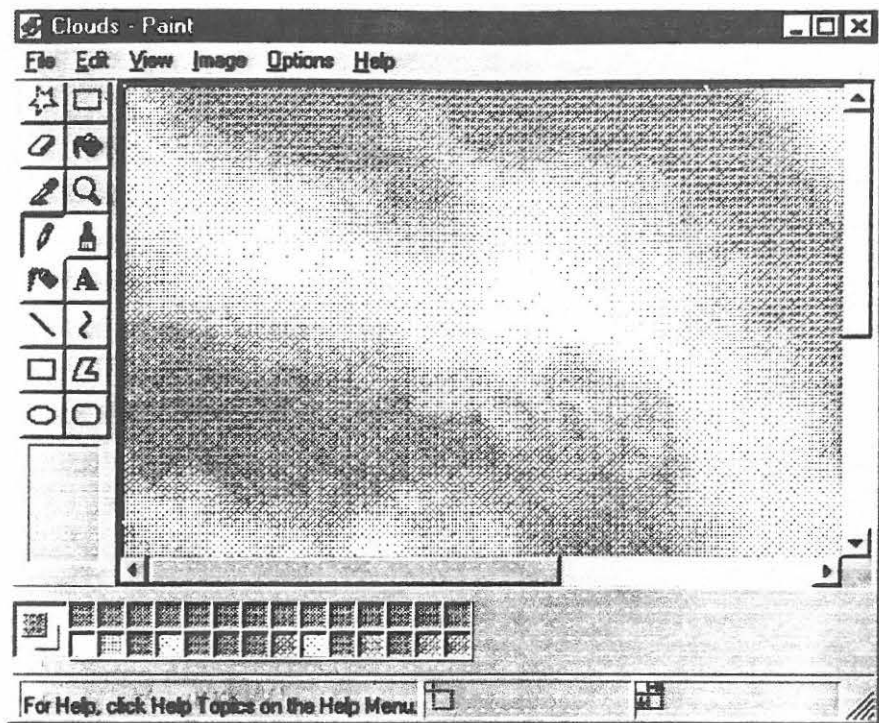 Clouds - Paint
File Edit View Image Options Help
A
For Help, click Help Topics on the Help Menu.